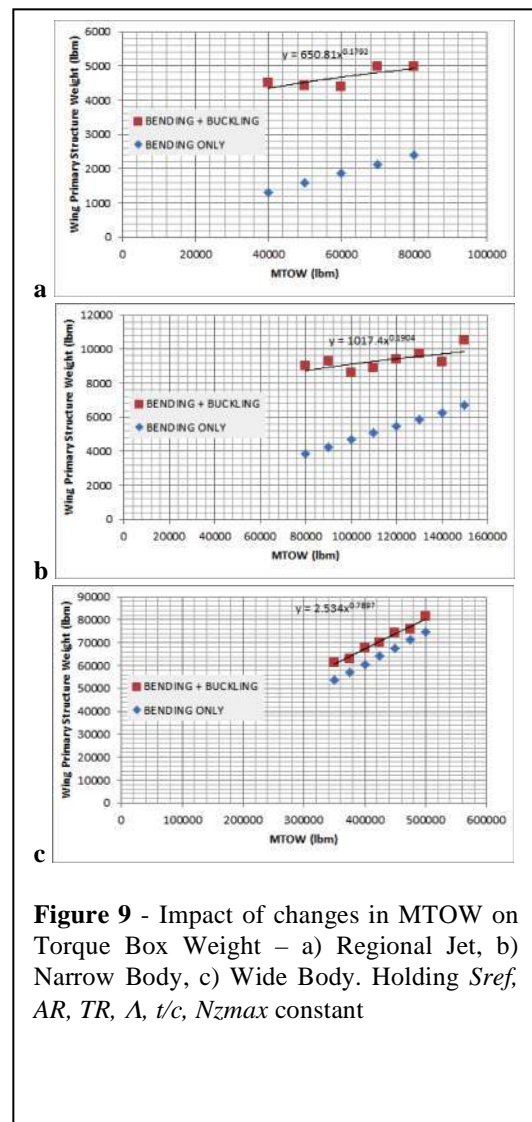 6000
5000
4000
3000
2000
1000
0
Wing Primary Structure Weight (lbm)
y = 650.81x^0.1792
BENDING + BUCKLING
BENDING ONLY
0 20000 40000 60000 80000 100000
MTOW (lbm)
a
12000
10000
8000
6000
4000
2000
0
Wing Primary Structure Weight (lbm)
y = 1017.4x^0.1904
BENDING + BUCKLING
BENDING ONLY
0 20000 40000 60000 80000 100000 120000 140000 160000
MTOW (lbm)
b
90000
80000
70000
60000
50000
40000
30000
20000
10000
0
Wing Primary Structure Weight (lbm)
y = 2.534x^0.7897
BENDING + BUCKLING
BENDING ONLY
0 100000 200000 300000 400000 500000 600000
MTOW (lbm)
c
Figure 9 - Impact of changes in MTOW on
Torque Box Weight – a) Regional Jet, b)
Narrow Body, c) Wide Body. Holding Sref,
AR, TR, Λ, t/c, Nzmax constant